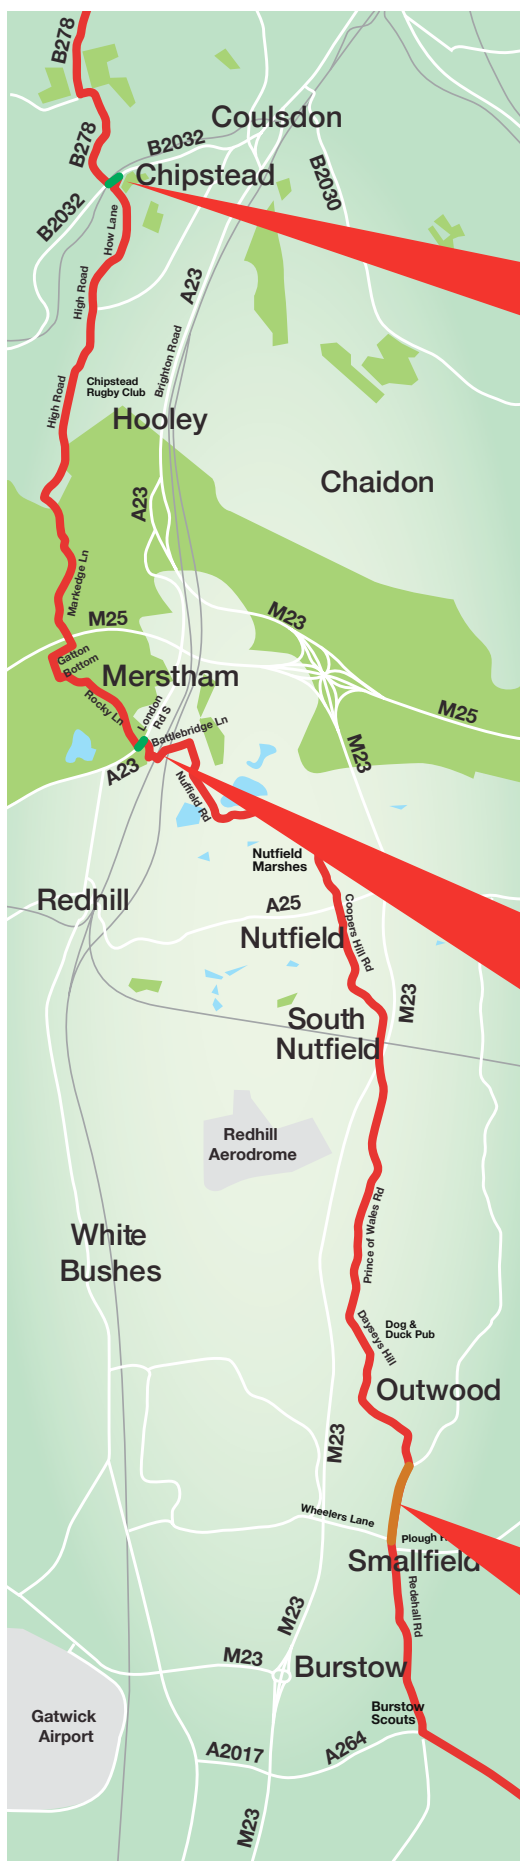 B278
Coulsdon
B278
B2032
Chipstead
B2030
B2032
How Lane
High Road
A23
Brighton Road
Chipstead
Rugby Club
High Road
Hooley
Chaidon
A23
Markedge Ln
M25
M23
Gatton
Bottom
Merstham
Rocky Ln
London
Rd S
Battlebridge Ln
M25
A23
M23
Nuffield Rd
Nutfield
Marshes
Redhill
A25
Coopers Hill Rd
Nutfield
M23
South
Nutfield
Redhill
Aerodrome
White
Bushes
Prince of Wales Rd
Dayseys Hill
Dog &
Duck Pub
Outwood
M23
Wheelers Lane
Plough
Smallfield
Redehall Rd
M23
M23
Burstow
Burstow
Scouts
Gatwick
Airport
A2017
A264
M23